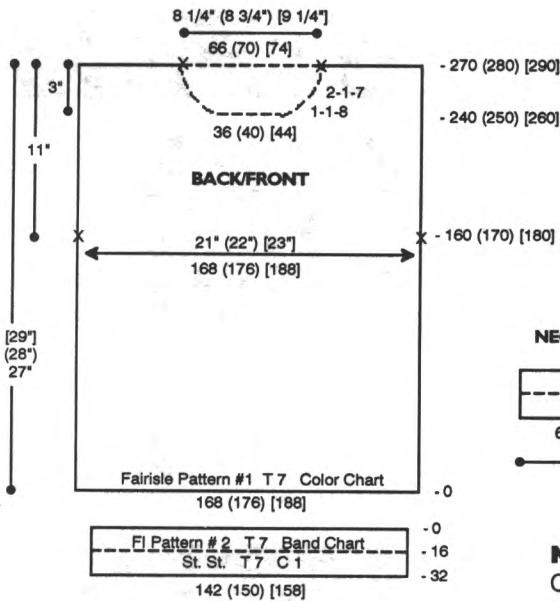 8 1/4" (8 3/4") [9 1/4"]
66 (70) [74]
- 270 (280) [290]
3"
2-1-7
1-1-8
36 (40) [44]
- 240 (250) [260]
11"
BACK/FRONT
21" (22") [23"]
- 160 (170) [180]
168 (176) [188]
[29"]
(28")
27"
NE
6
Fairisle Pattern #1 T 7 Color Chart
- 0
168 (176) [188]
- 0
FI Pattern # 2 T 7 Band Chart
- 16
St. St. T 7 C 1
- 32
142 (150) [158]